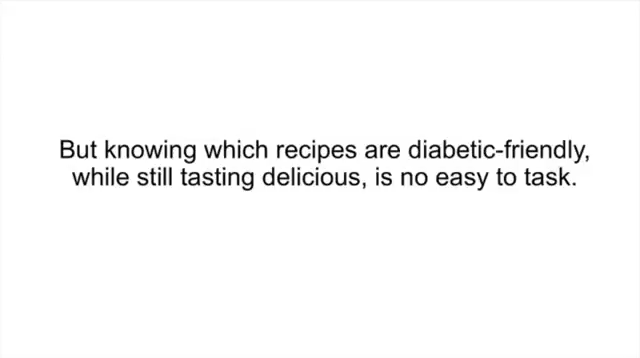 But knowing which recipes are diabetic-friendly,
while still tasting delicious, is no easy to task.